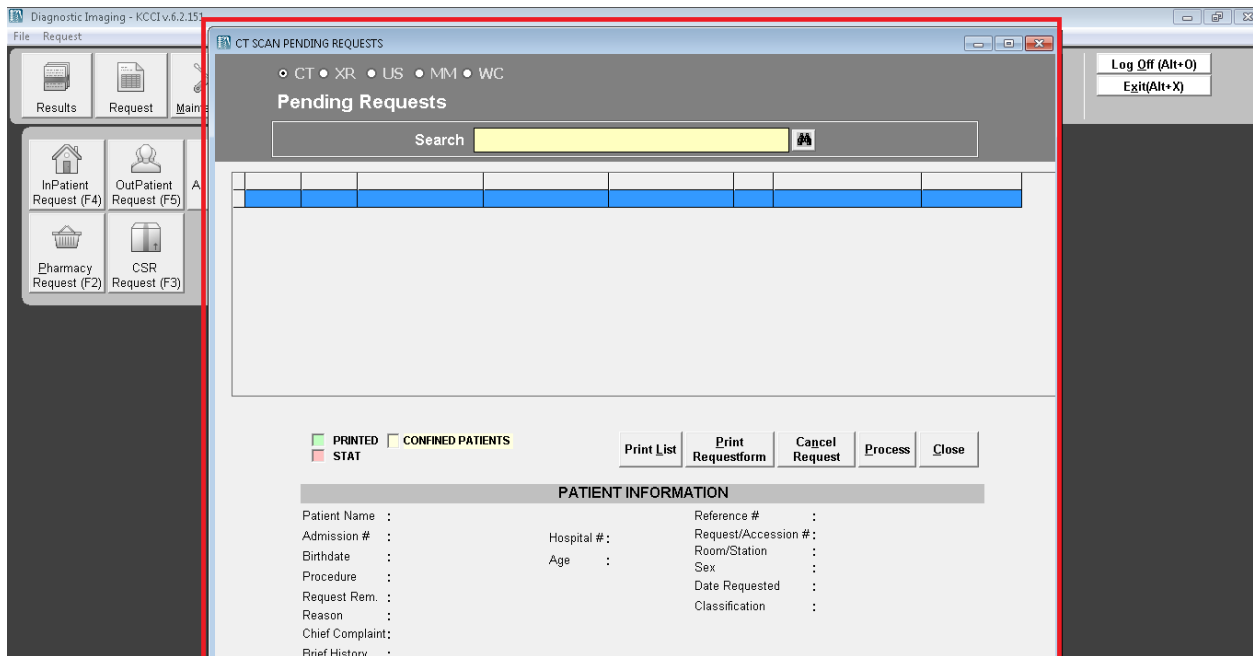 Diagnostic Imaging - KCCI v.6.2.151
File Request
CT SCAN PENDING REQUESTS
CT XR US MM WC
Pending Requests
Search
Results
Request
Log Off (Alt+O)
Exit(Alt+X)
InPatient
Request (F4)
OutPatient
Request (F5)
A
Pharmacy
Request (F2)
CSR
Request (F3)
PRINTED
CONFINED PATIENTS
STAT
Print List
Print
Requestform
Cancel
Request
Process
Close
PATIENT INFORMATION
Patient Name :
Reference # :
Admission # :
Hospital # :
Request/Accession # :
Birthdate :
Age :
Room/Station :
Sex :
Procedure :
Date Requested :
Request Rem. :
Classification :
Reason :
Chief Complaint :
Brief History :